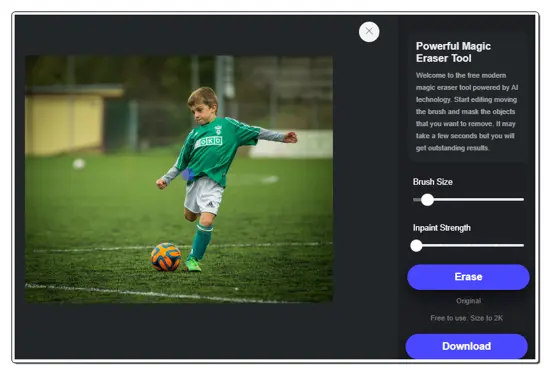 Powerful Magic
Eraser Tool
Welcome to the free modern
magic eraser tool powered by AI
technology. Start editing moving
the brush and mask the objects
that you want to remove. It may
take a few seconds but you will
get outstanding results.
Brush Size
Inpaint Strength
Erase
Original
Free to use. Size to 2K
Download